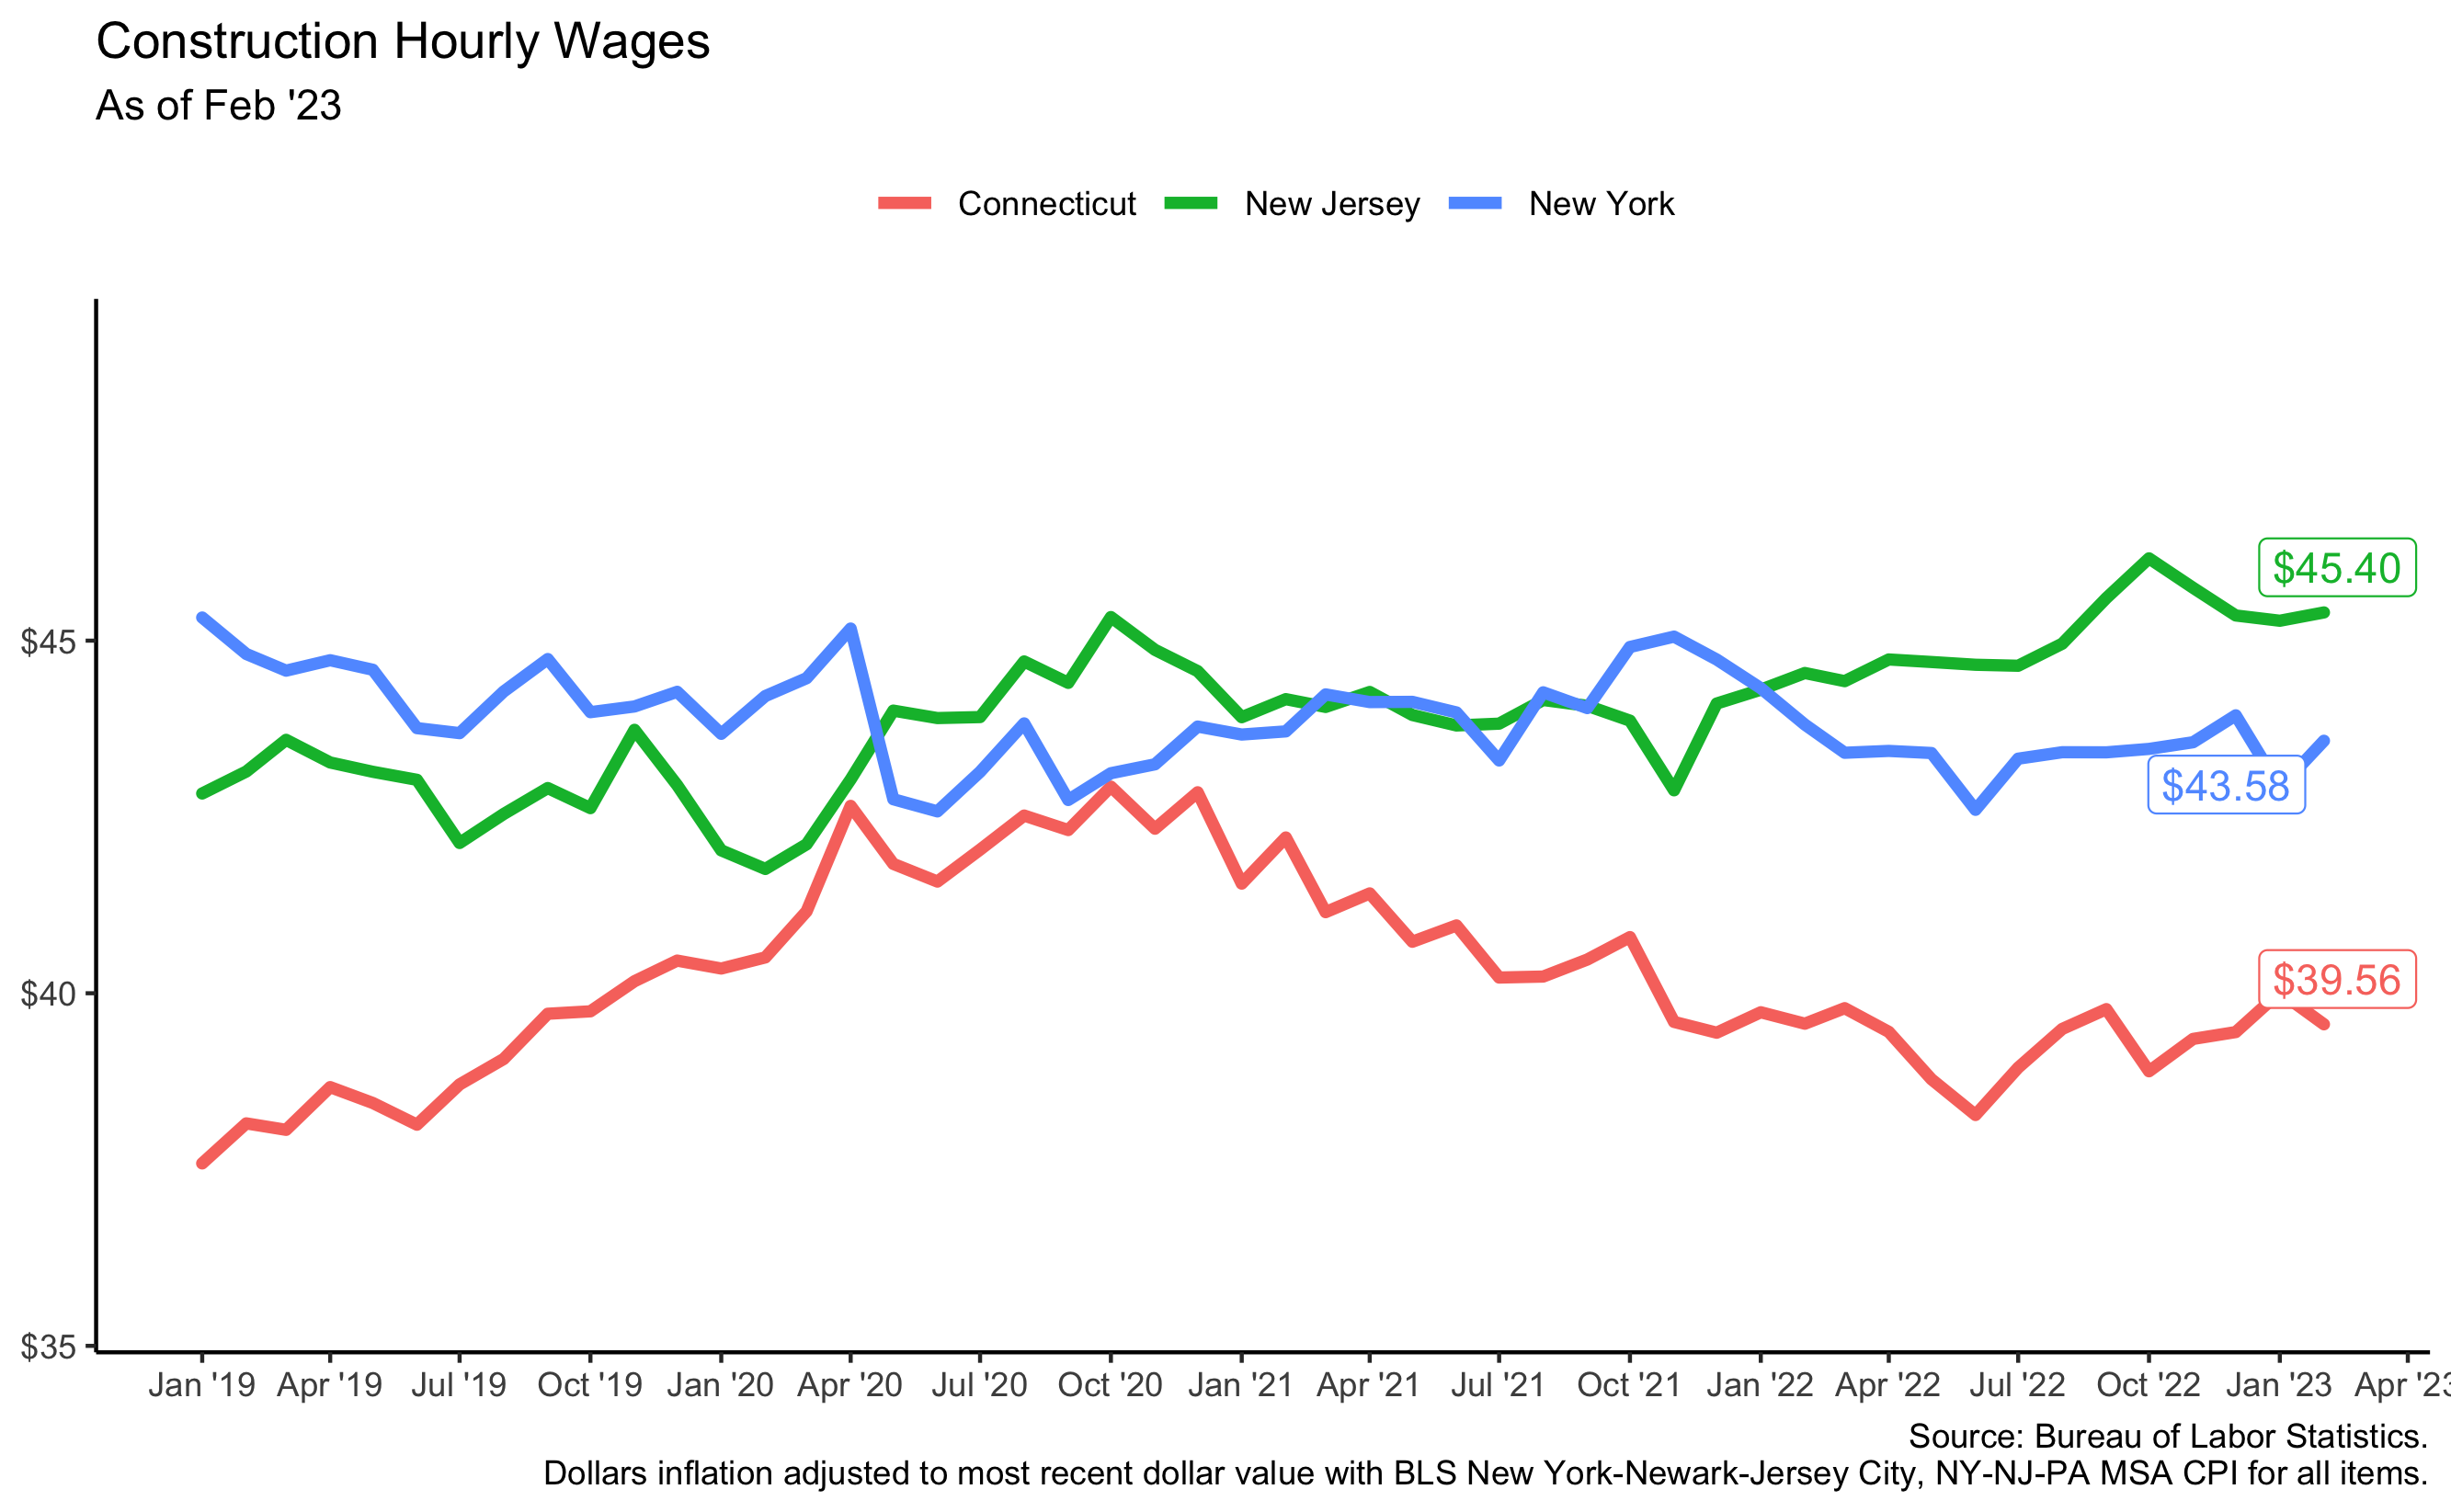 Construction Hourly Wages
As of Feb '23
Connecticut New Jersey New York
$45.40
$45
$43.58
$39.56
$40
$35
Jan '19 Apr '19 Jul '19 Oct '19 Jan '20 Apr '20 Jul '20 Oct '20 Jan '21 Apr '21 Jul '21 Oct '21 Jan '22 Apr '22 Jul '22 Oct '22 Jan '23 Apr '23
Source: Bureau of Labor Statistics.
Dollars inflation adjusted to most recent dollar value with BLS New York-Newark-Jersey City, NY-NJ-PA MSA CPI for all items.